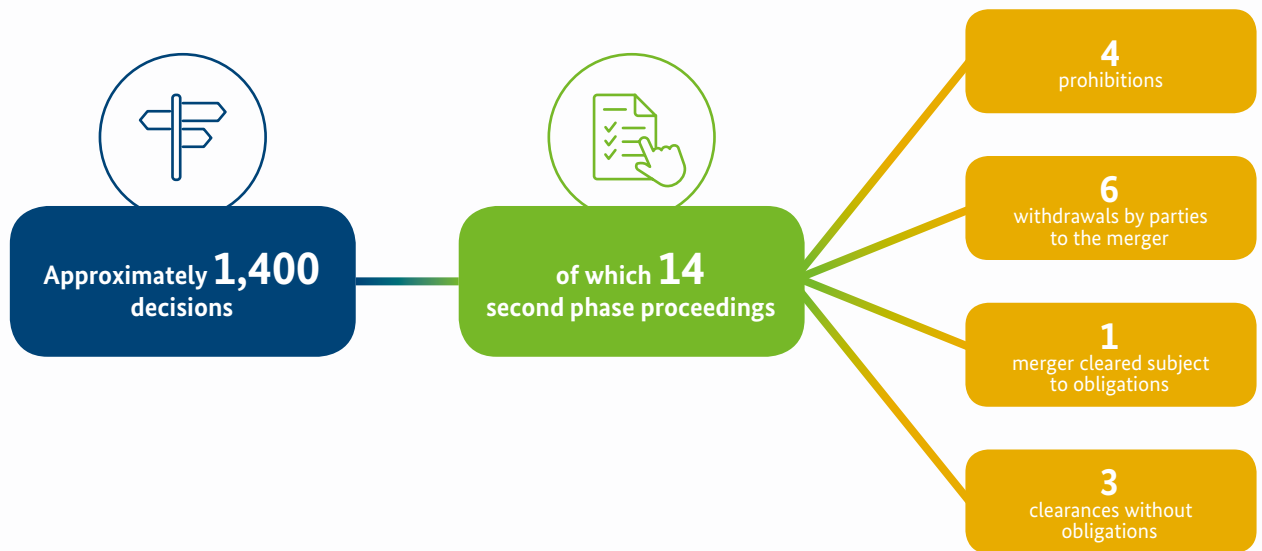 Approximately 1,400
decisions
of which 14
second phase proceedings
4
prohibitions
6
withdrawals by parties
to the merger
1
merger cleared subject
to obligations
3
clearances without
obligations